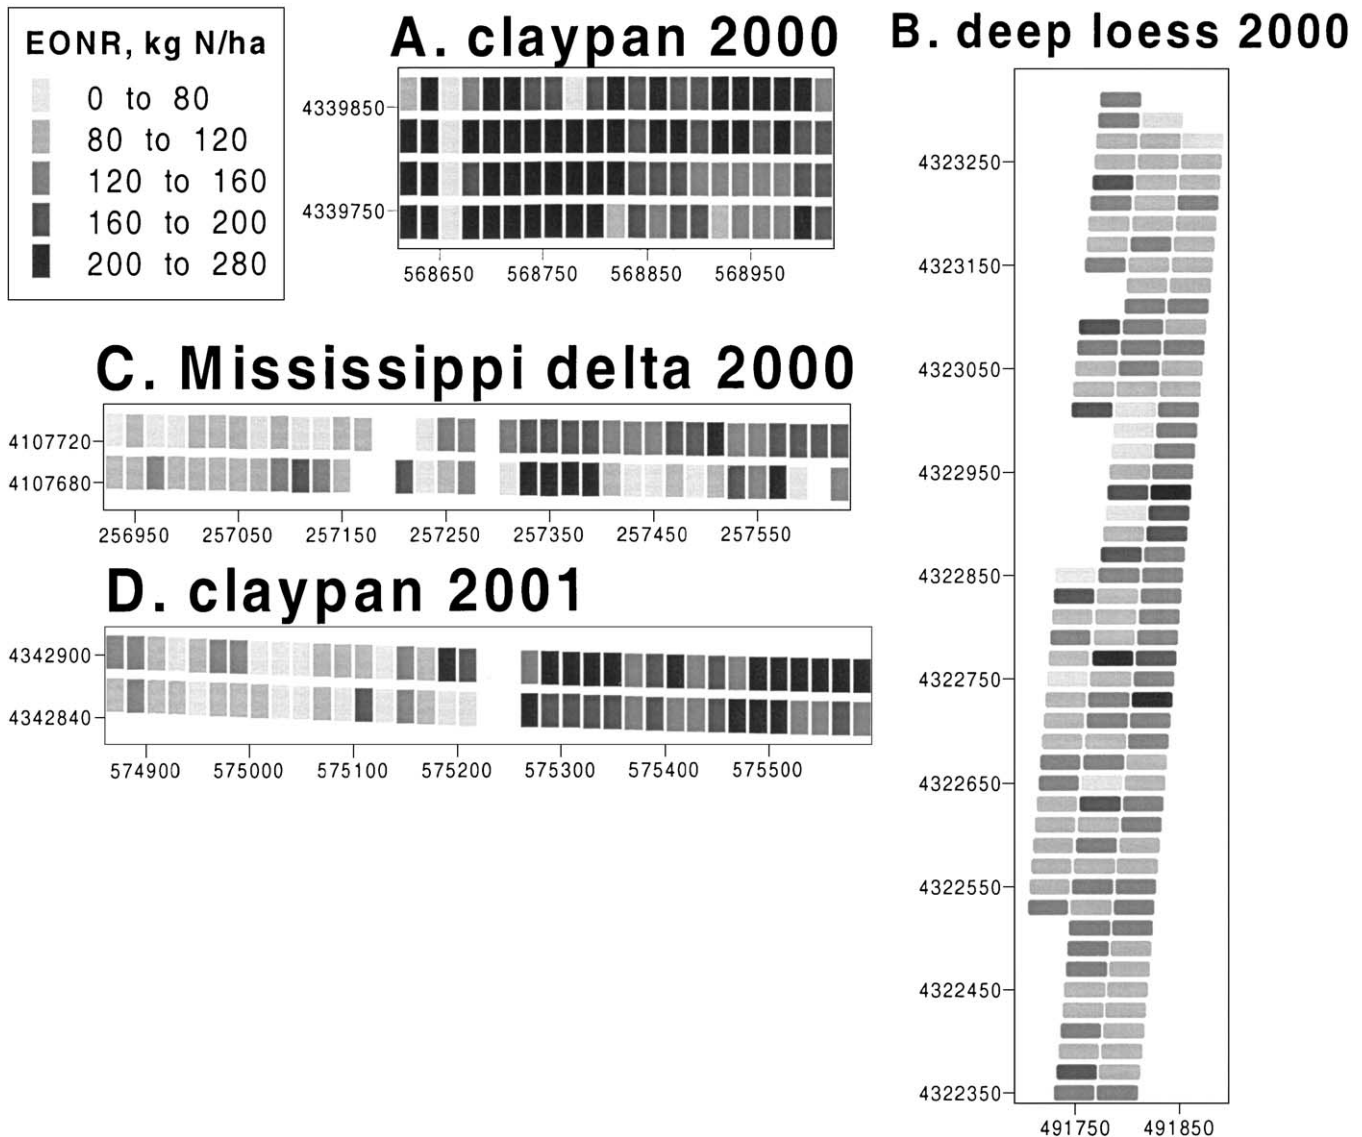 EONR, kg N/ha
0 to 80
80 to 120
120 to 160
160 to 200
200 to 280
A. claypan 2000
4339850
4339750
568650 568750 568850 568950
B. deep loess 2000
4323250
4323150
4323050
4322950
4322850
4322750
4322650
4322550
4322450
4322350
491750 491850
C. Mississippi delta 2000
4107720
4107680
256950 257050 257150 257250 257350 257450 257550
D. claypan 2001
4342900
4342840
574900 575000 575100 575200 575300 575400 575500